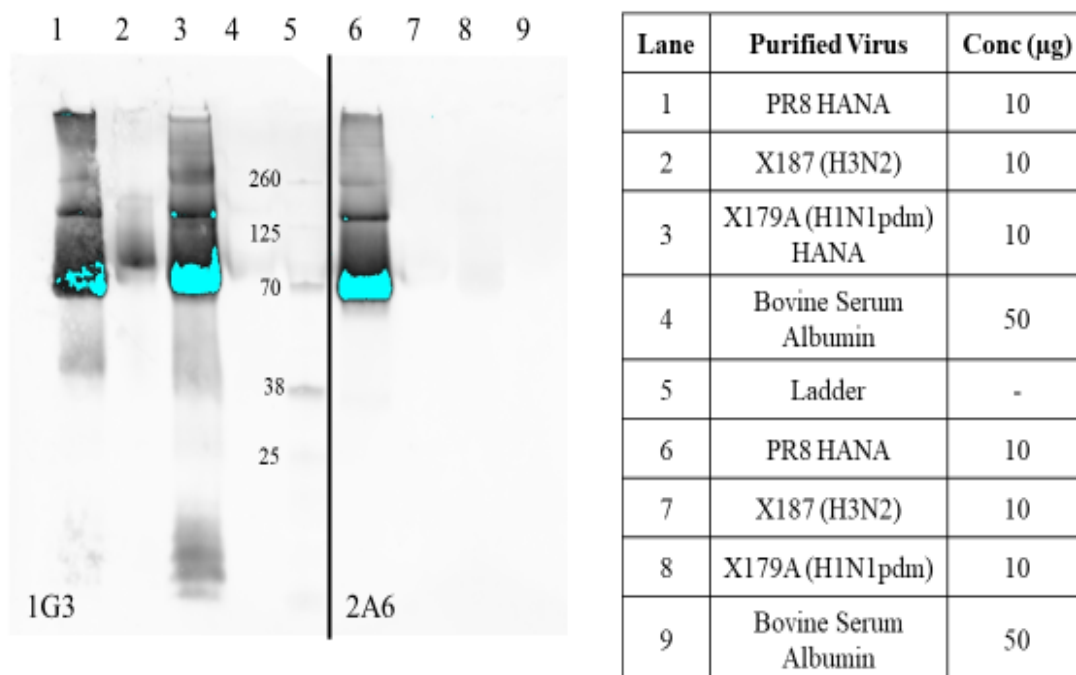 1 2 3 4 5 6 7 8 9
260
125
70
38
25
1G3 2A6
Lane Purified Virus Conc (µg)
1 PR8 HANA 10
2 X187 (H3N2) 10
3 X179A (H1N1pdm) HANA 10
4 Bovine Serum Albumin 50
5 Ladder -
6 PR8 HANA 10
7 X187 (H3N2) 10
8 X179A (H1N1pdm) 10
9 Bovine Serum Albumin 50